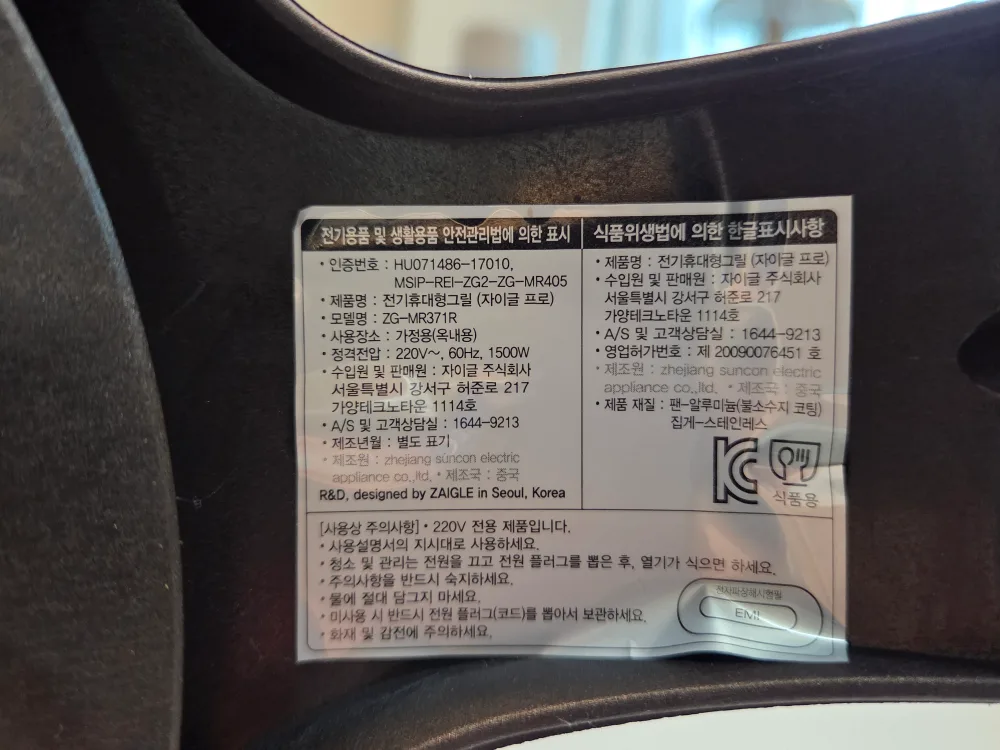 전기용품 및 생활용품 안전관리법에 의한 표시
• 인증번호 : HU071486-17010,
MSIP-REI-ZG2-ZG-MR405
• 제품명 : 전기휴대형그릴 (자이글 프로)
• 모델명 : ZG-MR371R
• 사용장소 : 가정용(옥내용)
• 정격전압 : 220V~, 60Hz, 1500W
• 수입원 및 판매원 : 자이글 주식회사
서울특별시 강서구 허준로 217
가양테크노타운 1114호
• A/S 및 고객상담실 : 1644-9213
• 제조년월 : 별도 표기
• 제조원 : zhejiang suncon electric
appliance co.,ltd. • 제조국 : 중국
R&D, designed by ZAIGLE in Seoul, Korea
식품위생법에 의한 한글표시사항
• 제품명 : 전기휴대형그릴 (자이글 프로)
• 수입원 및 판매원 : 자이글 주식회사
서울특별시 강서구 허준로 217
가양테크노타운 1114호
• A/S 및 고객상담실 : 1644-9213
• 영업허가번호 : 제 20090076451 호
• 제조원 : zhejiang suncon electric
appliance co.,ltd. • 제조국 : 중국
• 제품 재질 : 팬-알루미늄(불소수지 코팅)
집게-스테인레스
식품용
[사용상 주의사항] • 220V 전용 제품입니다.
• 사용설명서의 지시대로 사용하세요.
• 청소 및 관리는 전원을 끄고 전원 플러그를 뽑은 후, 열기가 식으면 하세요.
• 주의사항을 반드시 숙지하세요.
• 물에 절대 담그지 마세요.
• 미사용 시 반드시 전원 플러그(코드)를 뽑아서 보관하세요.
• 화재 및 감전에 주의하세요.
전자파장해시험필
EMI